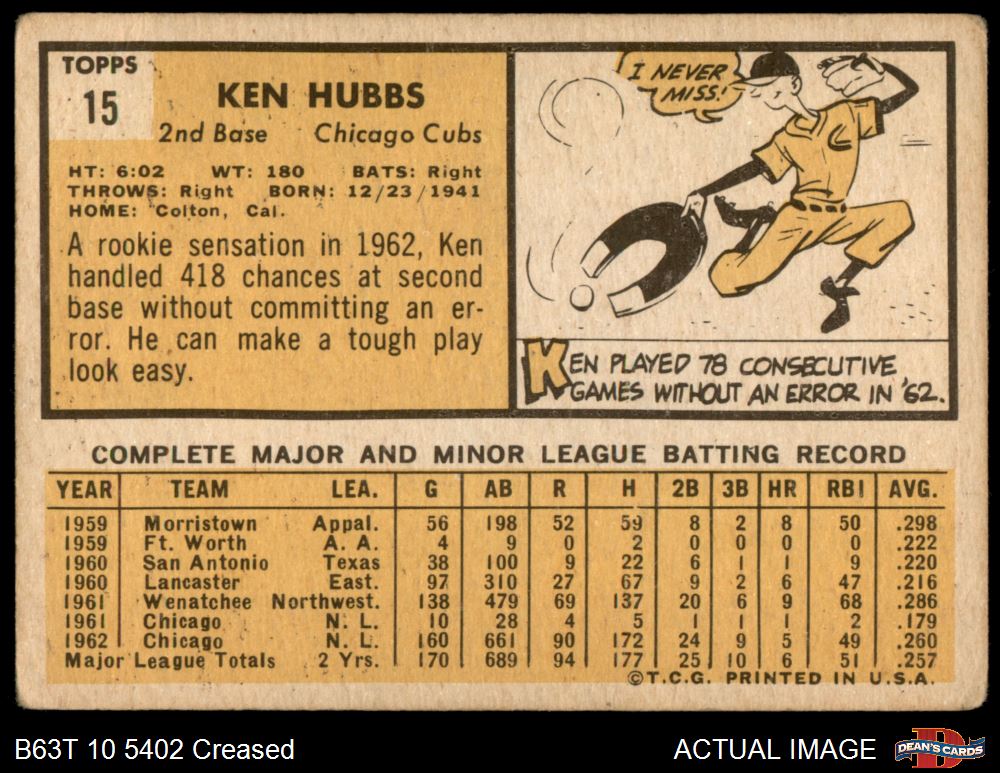 TOPPS
15
KEN HUBBS
2nd Base Chicago Cubs
HT: 6:02 WT: 180 BATS: Right
THROWS: Right BORN: 12/23/1941
HOME: Colton, Cal.
A rookie sensation in 1962, Ken
handled 418 chances at second
base without committing an er-
ror. He can make a tough play
look easy.
I NEVER
MISS!
KEN PLAYED 78 CONSECUTIVE
GAMES WITHOUT AN ERROR IN '62.
COMPLETE MAJOR AND MINOR LEAGUE BATTING RECORD
YEAR TEAM LEA. G AB R H 2B 3B HR RBI AVG.
1959 Morristown Appal. 56 198 52 59 8 2 8 50 .298
1959 Ft. Worth A. A. 4 9 0 2 0 0 0 0 .222
1960 San Antonio Texas 38 100 9 22 6 1 1 9 .220
1960 Lancaster East. 97 310 27 67 9 2 6 47 .216
1961 Wenatchee Northwest. 138 479 69 137 20 6 9 68 .286
1961 Chicago N. L. 10 28 4 5 1 1 1 2 .179
1962 Chicago N. L. 160 661 90 172 24 9 5 49 .260
Major League Totals 2 Yrs. 170 689 94 177 25 10 6 51 .257
©T.C.G. PRINTED IN U.S.A.
B63T 10 5402 Creased
ACTUAL IMAGE
D
DEAN'S CARDS